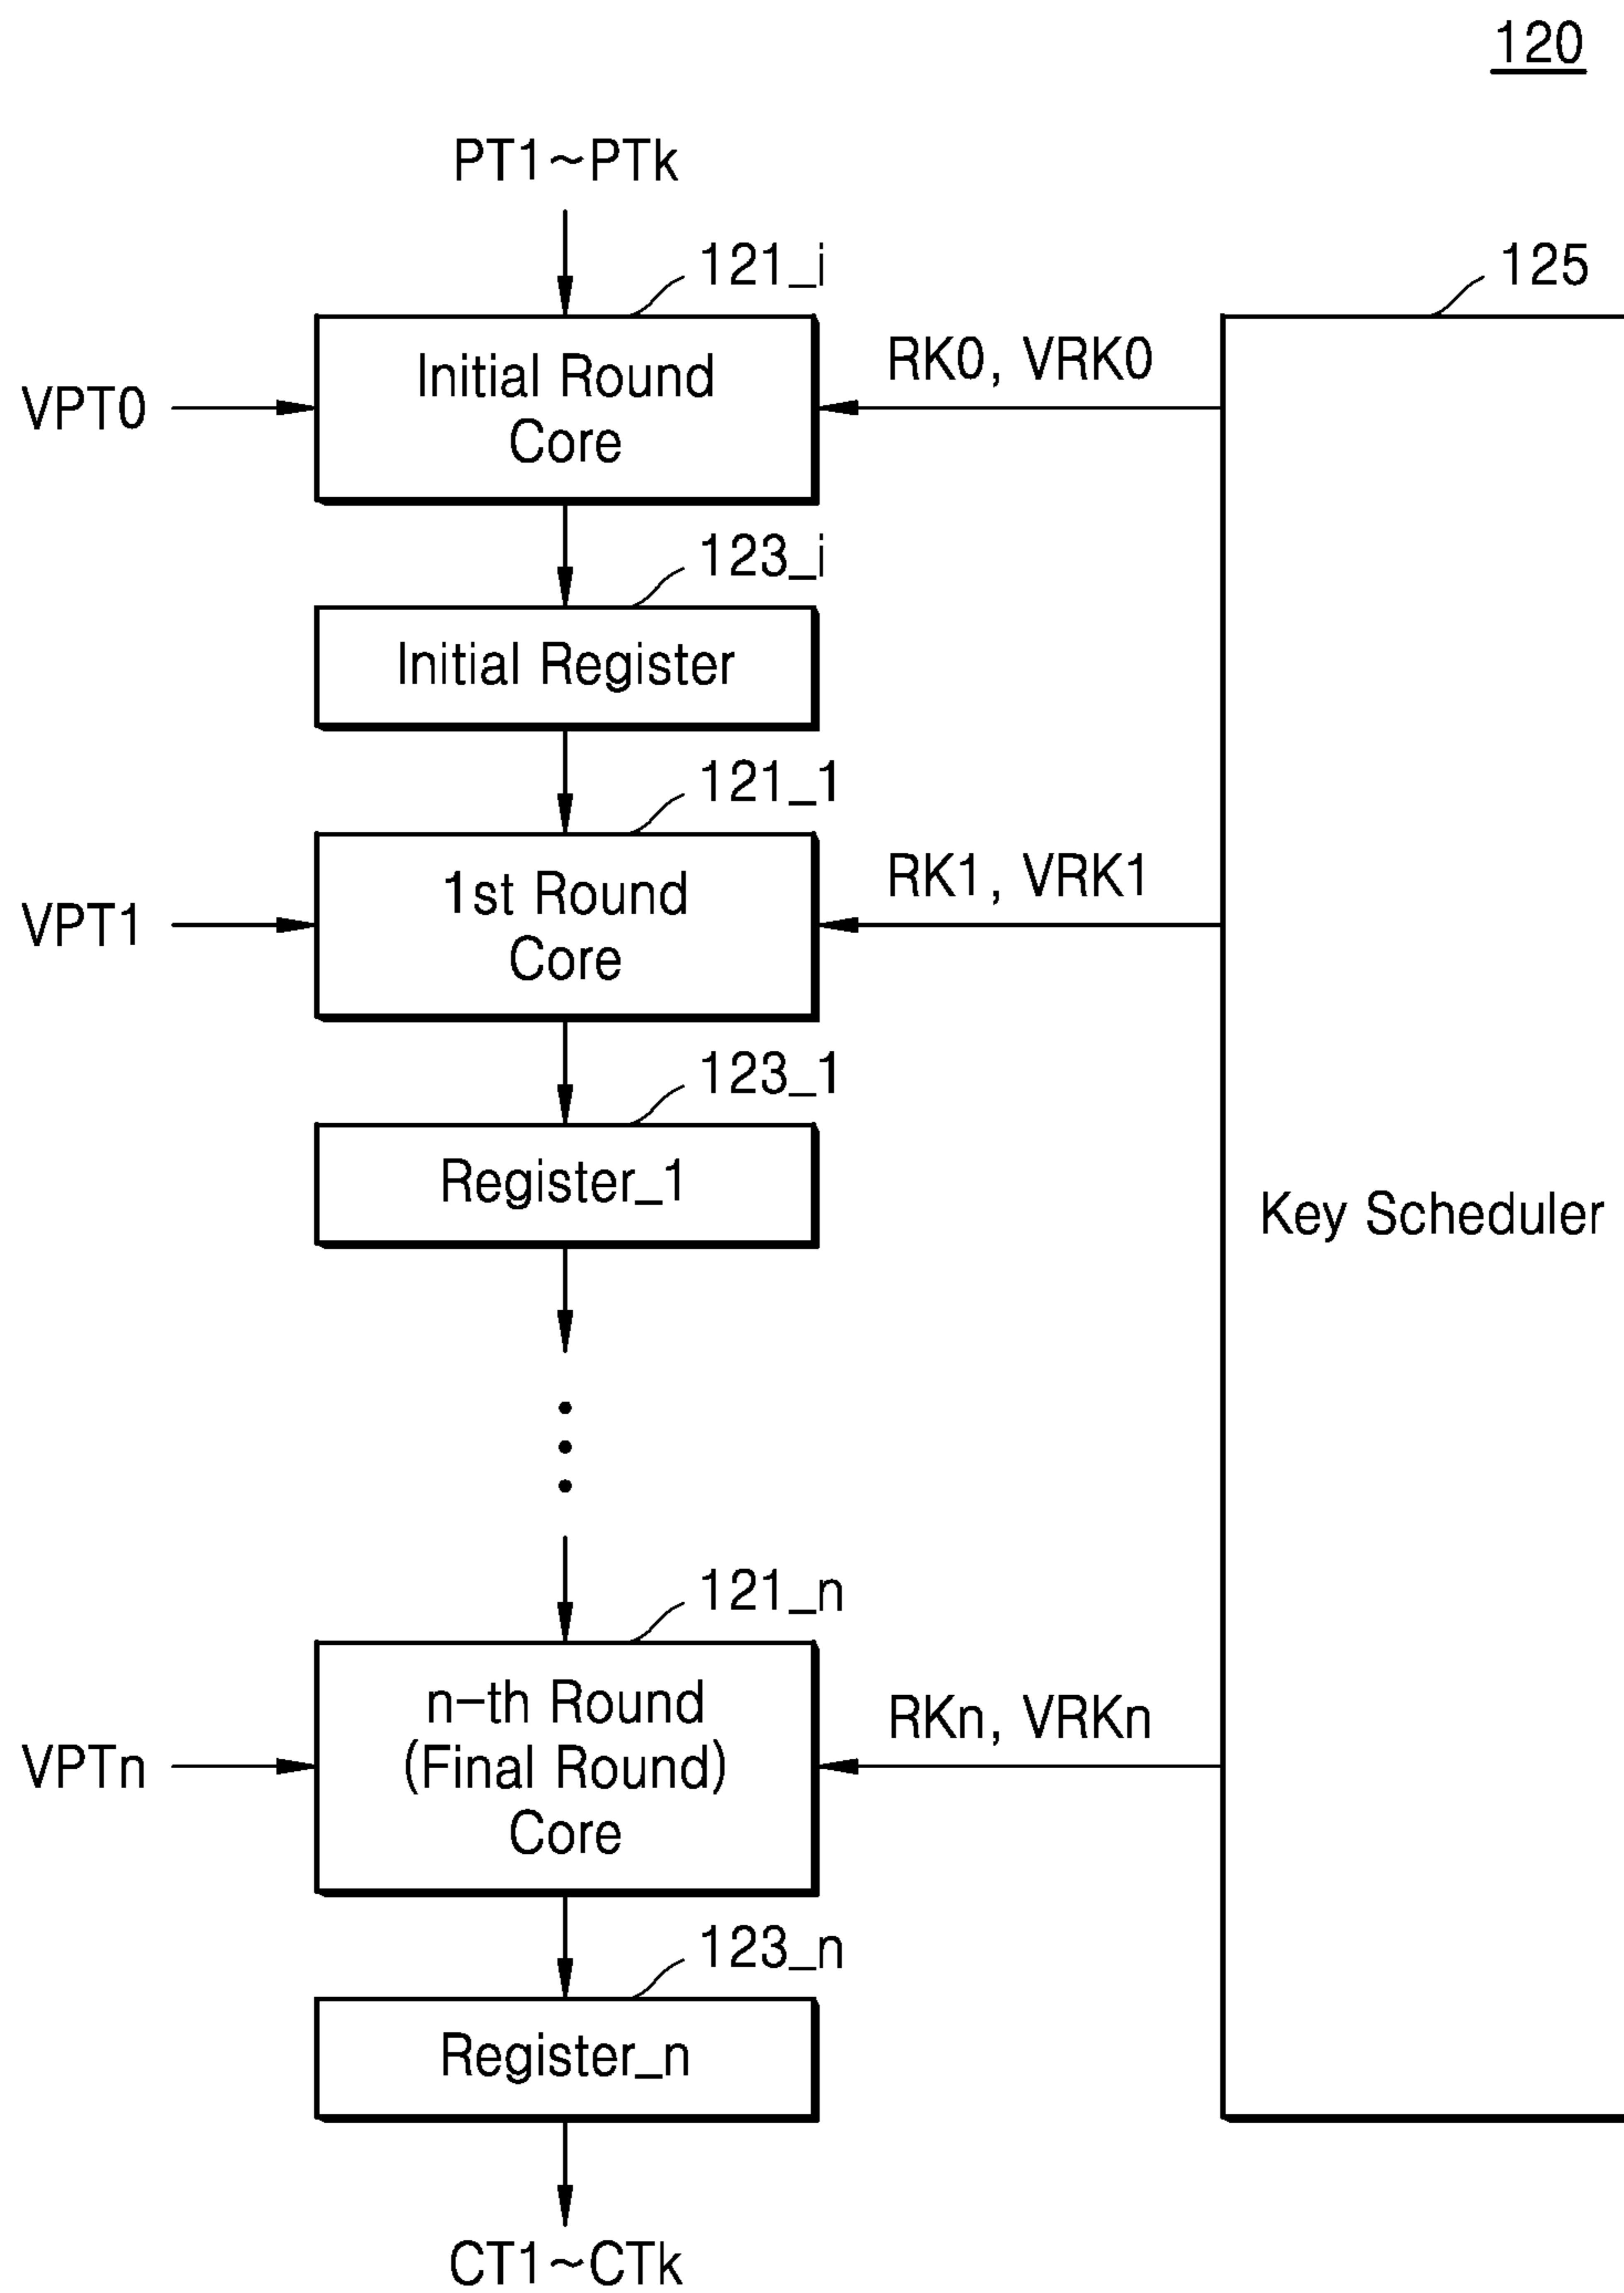 120
PT1~PTk
121_i
125
Initial Round
Core
VPT0
RK0, VRK0
123_i
Initial Register
121_1
1st Round
Core
VPT1
RK1, VRK1
123_1
Register_1
Key Scheduler
121_n
n-th Round
(Final Round)
Core
VPTn
RKn, VRKn
123_n
Register_n
CT1~CTk